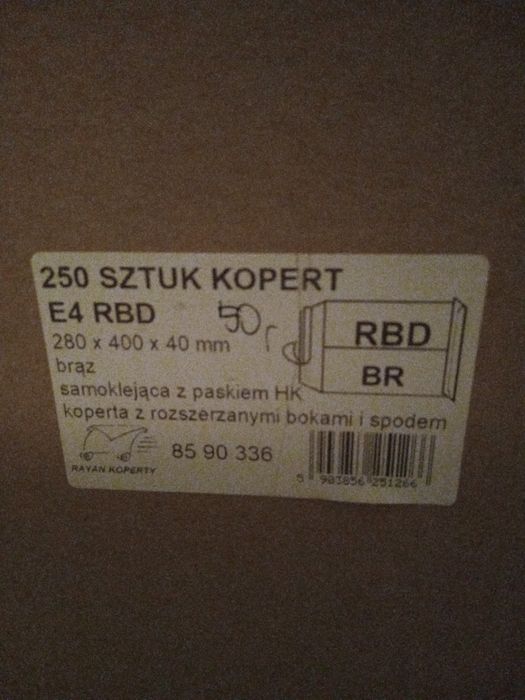 250 SZTUK KOPERT
E4 RBD
50
280 x 400 x 40 mm
brąz
samoklejąca z paskiem HK
koperta z rozszerzanymi bokami i spodem
RBD
BR
RAYAN KOPERTY
85 90 336
5 903856 251266